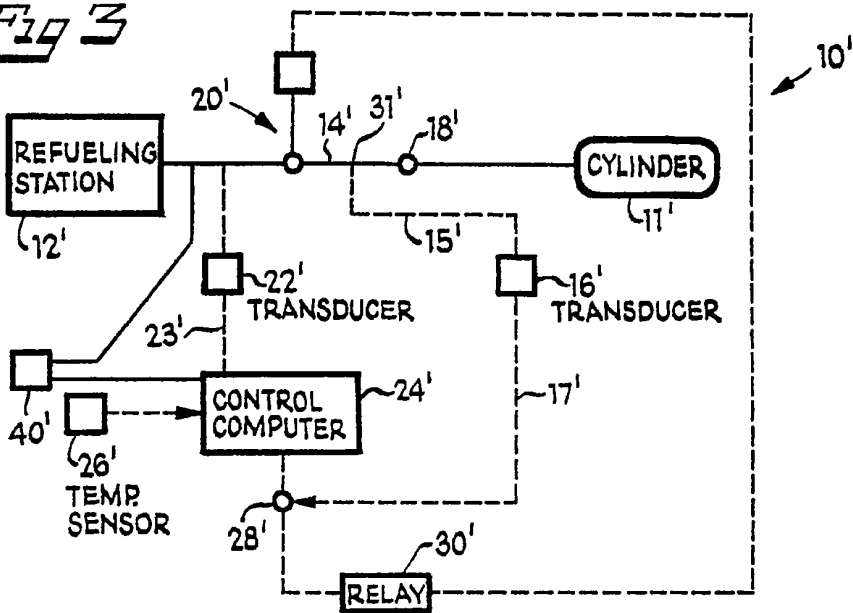 Fig 3
10'
20'
31'
14'
18'
REFUELING
STATION
CYLINDER
12'
11'
15'
22'
TRANSDUCER
16'
TRANSDUCER
23'
40'
24'
CONTROL
COMPUTER
17'
26'
TEMP.
SENSOR
28'
30'
RELAY